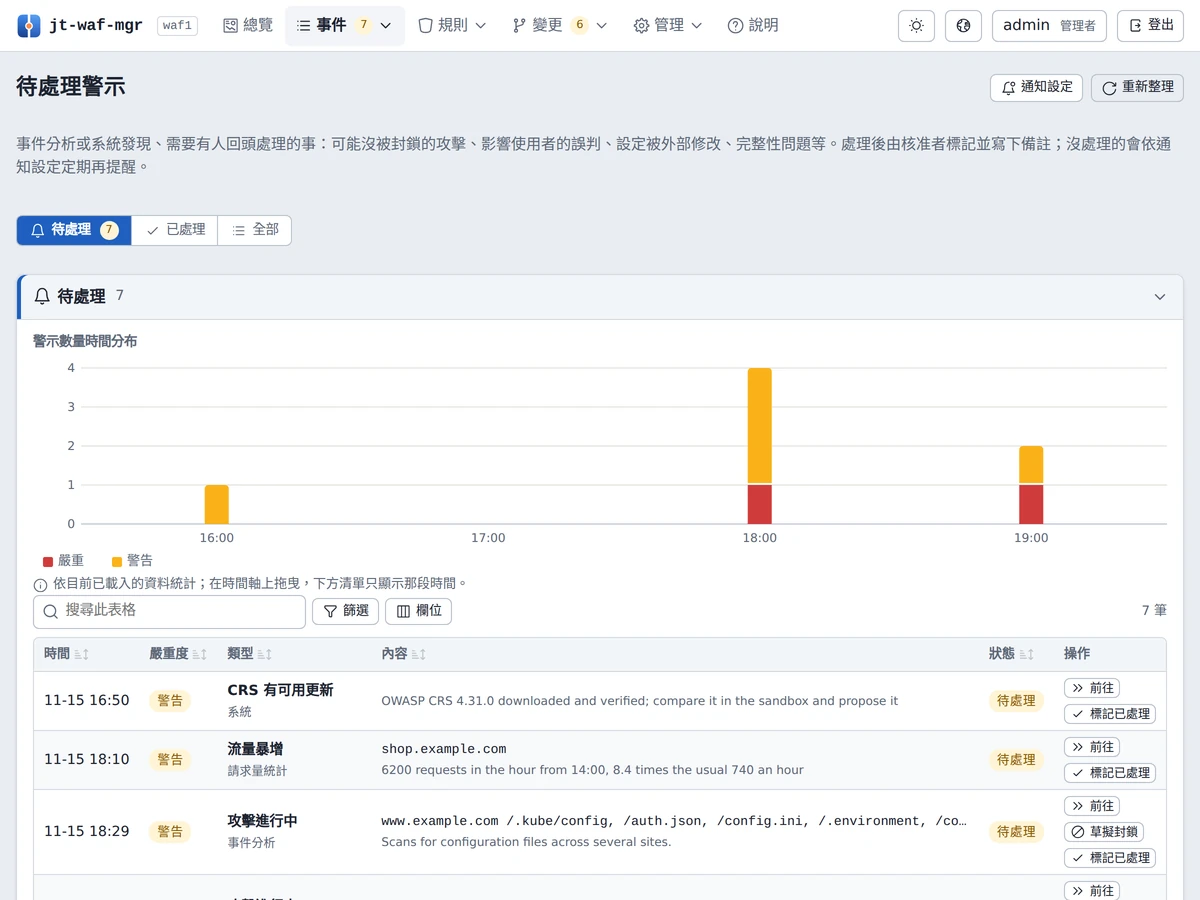 jt-waf-mgr waf1 總覽 事件 7 規則 變更 6 管理 說明 admin 管理者 登出
待處理警示 通知設定 重新整理
事件分析或系統發現、需要有人回頭處理的事：可能沒被封鎖的攻擊、影響使用者的誤判、設定被外部修改、完整性問題等。處理後由核准者標記並寫下備註；沒處理的會依通
知設定定期再提醒。
待處理 7 已處理 全部
待處理 7
警示數量時間分布
4
3
2
1
0
16:00 17:00 18:00 19:00
嚴重 警告
依目前已載入的資料統計；在時間軸上拖曳，下方清單只顯示那段時間。
搜尋此表格 篩選 欄位 7 筆
時間 嚴重度 類型 內容 狀態 操作
11-15 16:50 警告 CRS 有可用更新 系統 OWASP CRS 4.31.0 downloaded and verified; compare it in the sandbox and propose it 待處理 前往 標記已處理
11-15 18:10 警告 流量暴增 請求量統計 shop.example.com 6200 requests in the hour from 14:00, 8.4 times the usual 740 an hour 待處理 前往 標記已處理
11-15 18:29 警告 攻擊進行中 事件分析 www.example.com /.kube/config, /auth.json, /config.ini, /.environment, /co… Scans for configuration files across several sites. 待處理 前往 草擬封鎖 標記已處理
前往